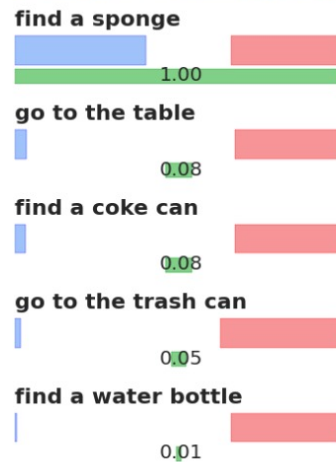 find a sponge
1.00
go to the table
0.08
find a coke can
0.08
go to the trash can
0.05
find a water bottle
0.01